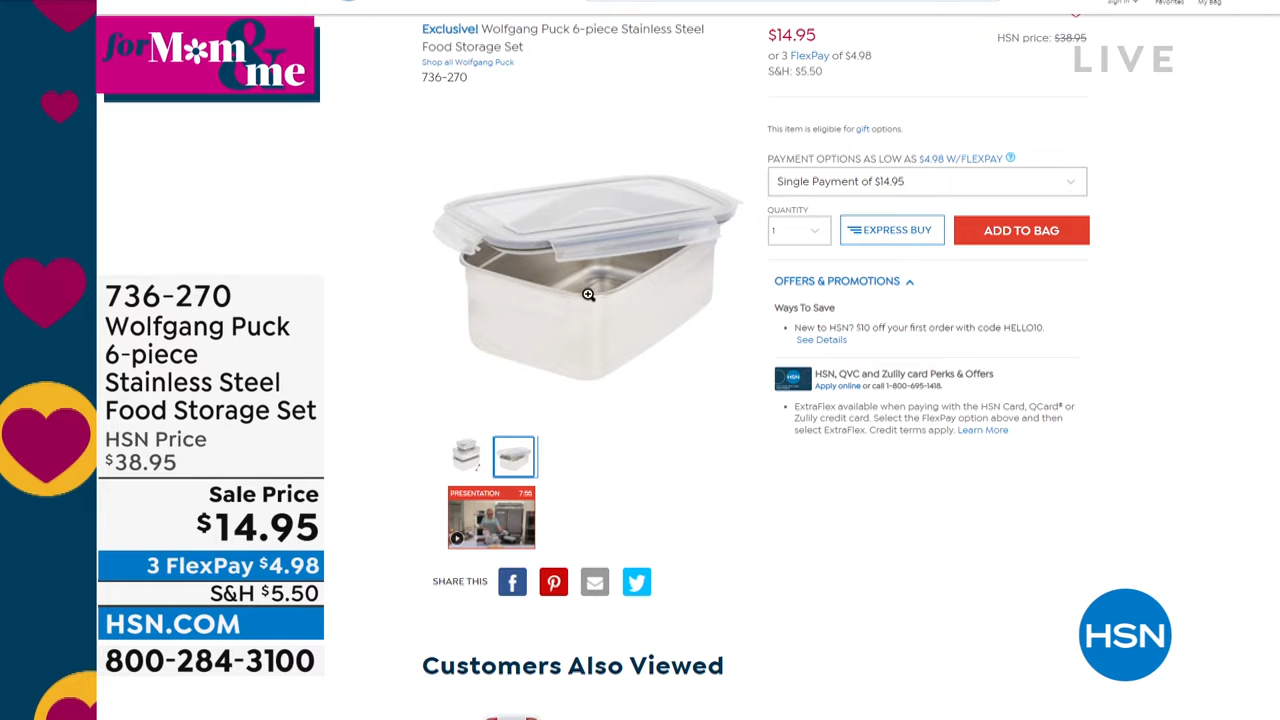 Sign in
Favorites
My Bag
for Mom
& me
Exclusive! Wolfgang Puck 6-piece Stainless Steel
Food Storage Set
Shop all Wolfgang Puck
736-270
$14.95
HSN price: $38.95
or 3 FlexPay of $4.98
S&H: $5.50
LIVE
This item is eligible for gift options.
PAYMENT OPTIONS AS LOW AS $4.98 W/FLEXPAY ?
Single Payment of $14.95
QUANTITY
1
EXPRESS BUY
ADD TO BAG
OFFERS & PROMOTIONS
Ways To Save
• New to HSN? $10 off your first order with code HELLO10.
See Details
HSN
HSN, QVC and Zulily card Perks & Offers
Apply online or call 1-800-695-1418.
• ExtraFlex available when paying with the HSN Card, QCard® or
Zulily credit card. Select the FlexPay option above and then
select ExtraFlex. Credit terms apply. Learn More
PRESENTATION 7:56
SHARE THIS
Customers Also Viewed
736-270
Wolfgang Puck
6-piece
Stainless Steel
Food Storage Set
HSN Price
$38.95
Sale Price
$14.95
3 FlexPay $4.98
S&H $5.50
HSN.COM
800-284-3100
HSN